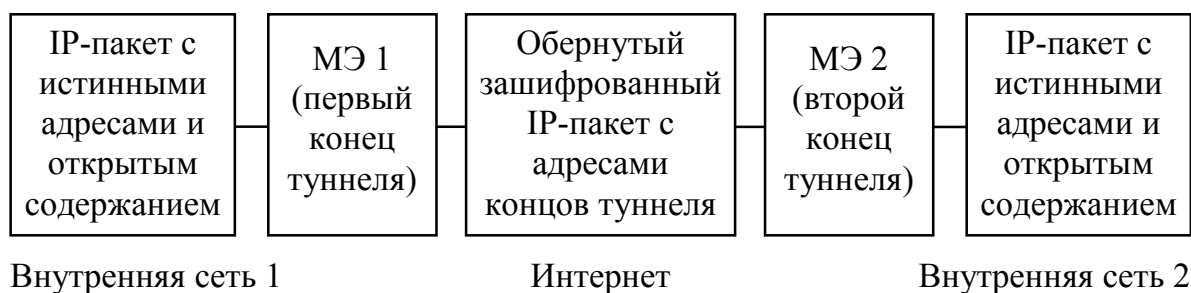 IP-пакет с
истинными
адресами и
открытым
содержанием
МЭ 1
(первый
конец
туннеля)
Обернутый
зашифрованный
IP-пакет с
адресами
концов туннеля
МЭ 2
(второй
конец
туннеля)
IP-пакет с
истинными
адресами и
открытым
содержанием
Внутренняя сеть 1
Интернет
Внутренняя сеть 2